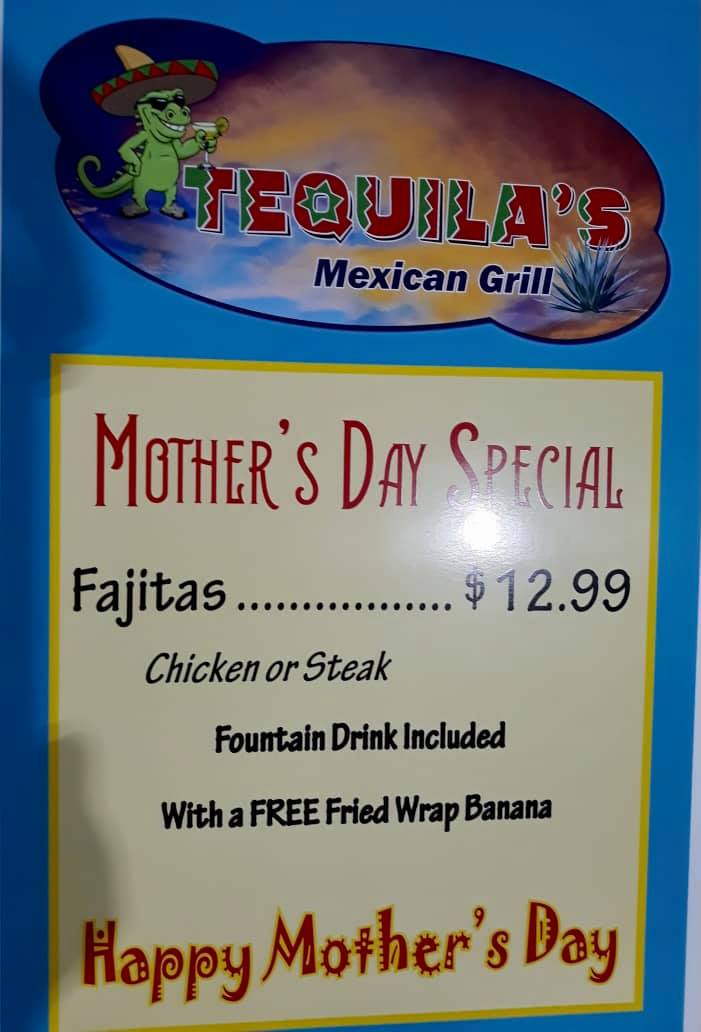 TEQUILA'S
Mexican Grill
Mother's Day Special
Fajitas ................. $12.99
Chicken or Steak
Fountain Drink Included
With a FREE Fried Wrap Banana
Happy Mother's Day